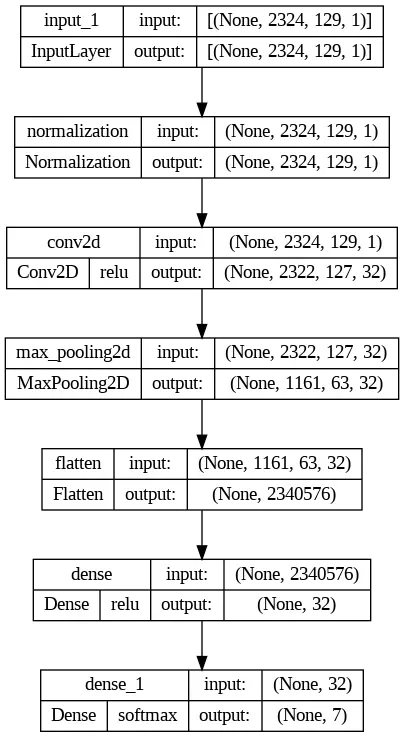 input_1 input: [(None, 2324, 129, 1)]
InputLayer output: [(None, 2324, 129, 1)]
normalization input: (None, 2324, 129, 1)
Normalization output: (None, 2324, 129, 1)
conv2d input: (None, 2324, 129, 1)
Conv2D relu output: (None, 2322, 127, 32)
max_pooling2d input: (None, 2322, 127, 32)
MaxPooling2D output: (None, 1161, 63, 32)
flatten input: (None, 1161, 63, 32)
Flatten output: (None, 2340576)
dense input: (None, 2340576)
Dense relu output: (None, 32)
dense_1 input: (None, 32)
Dense softmax output: (None, 7)